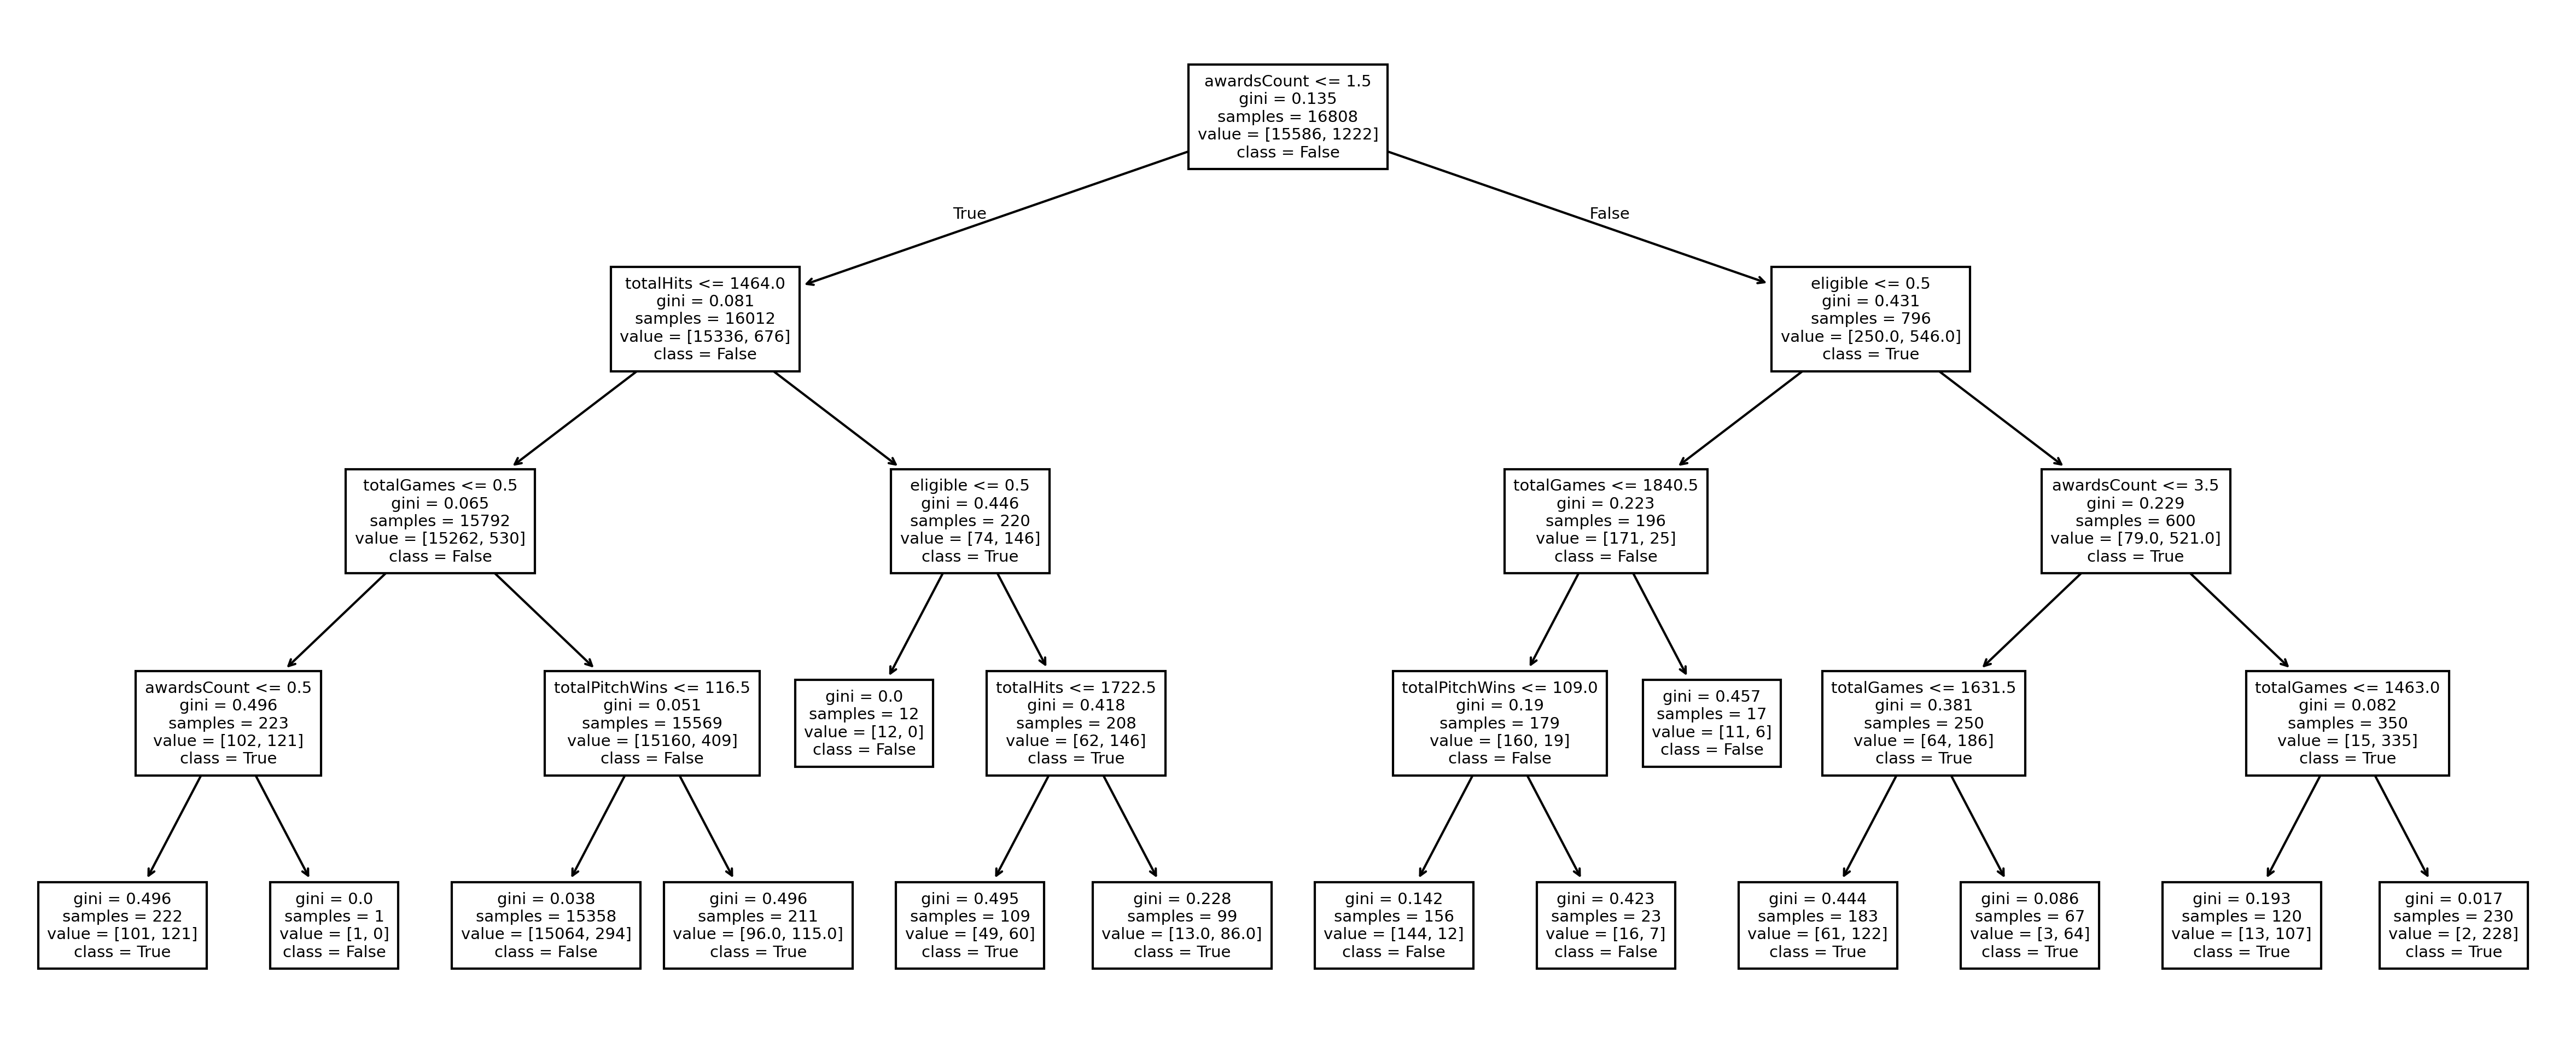 awardsCount <= 1.5
gini = 0.135
samples = 16808
value = [15586, 1222]
class = False
True
False
totalHits <= 1464.0
gini = 0.081
samples = 16012
value = [15336, 676]
class = False
eligible <= 0.5
gini = 0.431
samples = 796
value = [250.0, 546.0]
class = True
totalGames <= 0.5
gini = 0.065
samples = 15792
value = [15262, 530]
class = False
eligible <= 0.5
gini = 0.446
samples = 220
value = [74, 146]
class = True
totalGames <= 1840.5
gini = 0.223
samples = 196
value = [171, 25]
class = False
awardsCount <= 3.5
gini = 0.229
samples = 600
value = [79.0, 521.0]
class = True
awardsCount <= 0.5
gini = 0.496
samples = 223
value = [102, 121]
class = True
totalPitchWins <= 116.5
gini = 0.051
samples = 15569
value = [15160, 409]
class = False
gini = 0.0
samples = 12
value = [12, 0]
class = False
totalHits <= 1722.5
gini = 0.418
samples = 208
value = [62, 146]
class = True
totalPitchWins <= 109.0
gini = 0.19
samples = 179
value = [160, 19]
class = False
gini = 0.457
samples = 17
value = [11, 6]
class = False
totalGames <= 1631.5
gini = 0.381
samples = 250
value = [64, 186]
class = True
totalGames <= 1463.0
gini = 0.082
samples = 350
value = [15, 335]
class = True
gini = 0.496
samples = 222
value = [101, 121]
class = True
gini = 0.0
samples = 1
value = [1, 0]
class = False
gini = 0.038
samples = 15358
value = [15064, 294]
class = False
gini = 0.496
samples = 211
value = [96.0, 115.0]
class = True
gini = 0.495
samples = 109
value = [49, 60]
class = True
gini = 0.228
samples = 99
value = [13.0, 86.0]
class = True
gini = 0.142
samples = 156
value = [144, 12]
class = False
gini = 0.423
samples = 23
value = [16, 7]
class = False
gini = 0.444
samples = 183
value = [61, 122]
class = True
gini = 0.086
samples = 67
value = [3, 64]
class = True
gini = 0.193
samples = 120
value = [13, 107]
class = True
gini = 0.017
samples = 230
value = [2, 228]
class = True